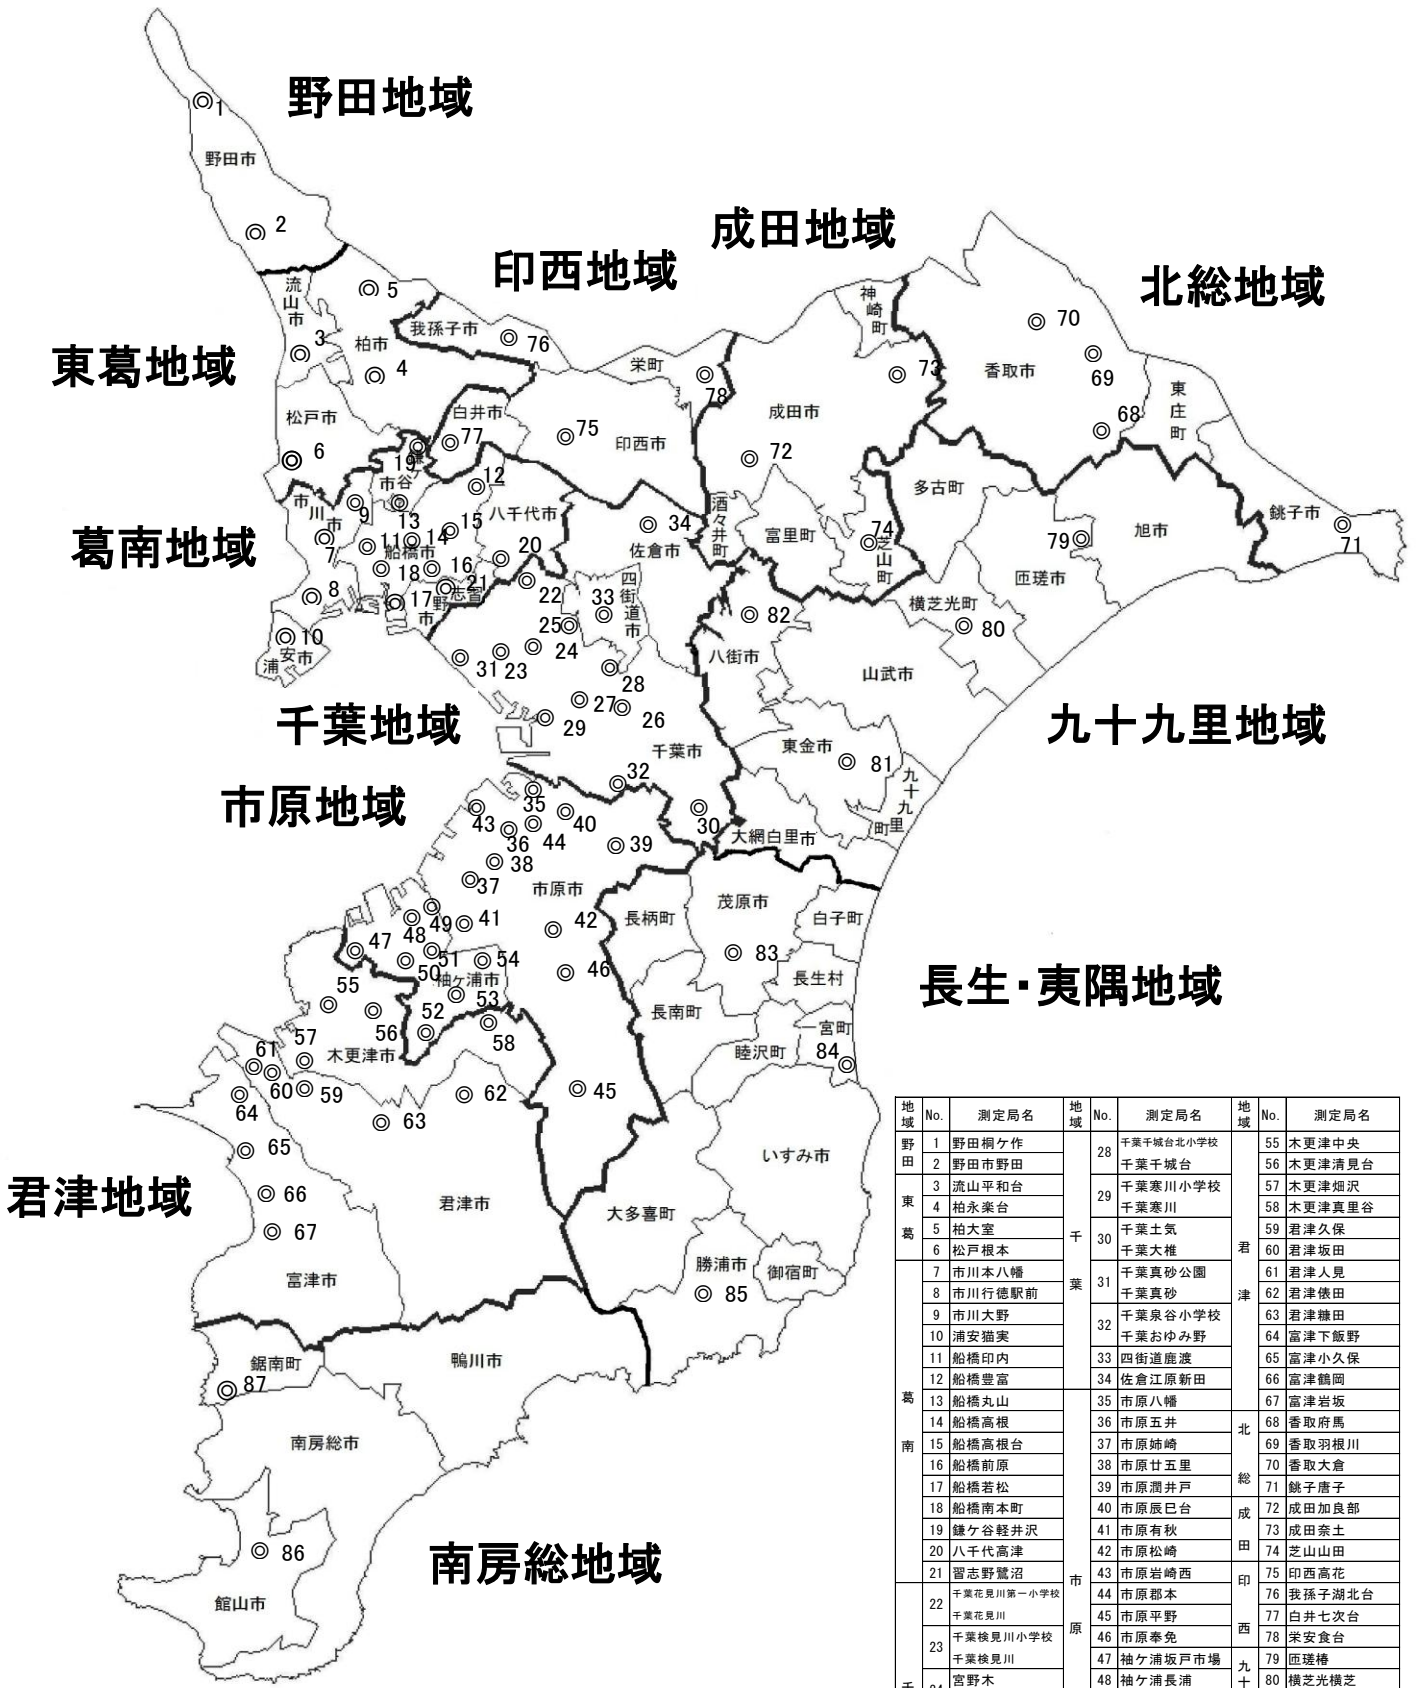 野田地域
1
野田市
2
成田地域
印西地域
北総地域
流山市
5
神崎町
我孫子市
76
70
3
柏市
東葛地域
4
栄町
78
73
香取市
69
東庄町
松戸市
白井市
成田市
77
75
印西市
68
6
19
鎌ケ谷市
12
72
多古町
市川市
9
13
15
八千代市
34
酒々井町
富里町
74
芝山町
旭市
銚子市
71
葛南地域
7
11
14
船橋市
佐倉市
79
18
16
20
匝瑳市
8
17
21
習志野市
22
33
四街道市
82
横芝光町
80
10
浦安市
25
24
八街市
31
23
28
山武市
千葉地域
27
26
29
九十九里地域
千葉市
東金市
81
九十九里町
32
市原地域
35
43
40
30
大網白里市
36
44
39
38
37
市原市
茂原市
49
41
42
長柄町
白子町
48
47
51
54
83
50
46
袖ケ浦市
長生村
長生・夷隅地域
55
53
52
長南町
56
一宮町
57
58
木更津市
睦沢町
84
61
60
59
62
45
64
63
65
いすみ市
君津地域
66
君津市
大多喜町
67
勝浦市
御宿町
富津市
85
鋸南町
鴨川市
87
南房総市
86
南房総地域
館山市
地域 No. 測定局名 地域 No. 測定局名 地域 No. 測定局名
野田
1 野田桐ケ作
2 野田市野田
東葛
3 流山平和台
4 柏永楽台
5 柏大室
6 松戸根本
葛南
7 市川本八幡
8 市川行徳駅前
9 市川大野
10 浦安猫実
11 船橋印内
12 船橋豊富
13 船橋丸山
14 船橋高根
15 船橋高根台
16 船橋前原
17 船橋若松
18 船橋南本町
19 鎌ケ谷軽井沢
20 八千代高津
21 習志野鷺沼
22 千葉花見川第一小学校
千葉花見川
23 千葉検見川小学校
千葉検見川
宮野木
千葉
28 千葉千城台北小学校
千葉千城台
29 千葉寒川小学校
千葉寒川
30 千葉土気
千葉大椎
31 千葉真砂公園
千葉真砂
32 千葉泉谷小学校
千葉おゆみ野
33 四街道鹿渡
34 佐倉江原新田
市原
35 市原八幡
36 市原五井
37 市原姉崎
38 市原廿五里
39 市原潤井戸
40 市原辰巳台
41 市原有秋
42 市原松崎
43 市原岩崎西
44 市原郡本
45 市原平野
46 市原奉免
47 袖ケ浦坂戸市場
48 袖ケ浦長浦
君津
55 木更津中央
56 木更津清見台
57 木更津畑沢
58 木更津真里谷
59 君津久保
60 君津坂田
61 君津人見
62 君津俵田
63 君津糠田
64 富津下飯野
65 富津小久保
66 富津鶴岡
67 富津岩坂
北総
68 香取府馬
69 香取羽根川
70 香取大倉
71 銚子唐子
成田
72 成田加良部
73 成田奈土
74 芝山山田
印西
75 印西高花
76 我孫子湖北台
77 白井七次台
78 栄安食台
九十
79 匝瑳椿
80 横芝光横芝